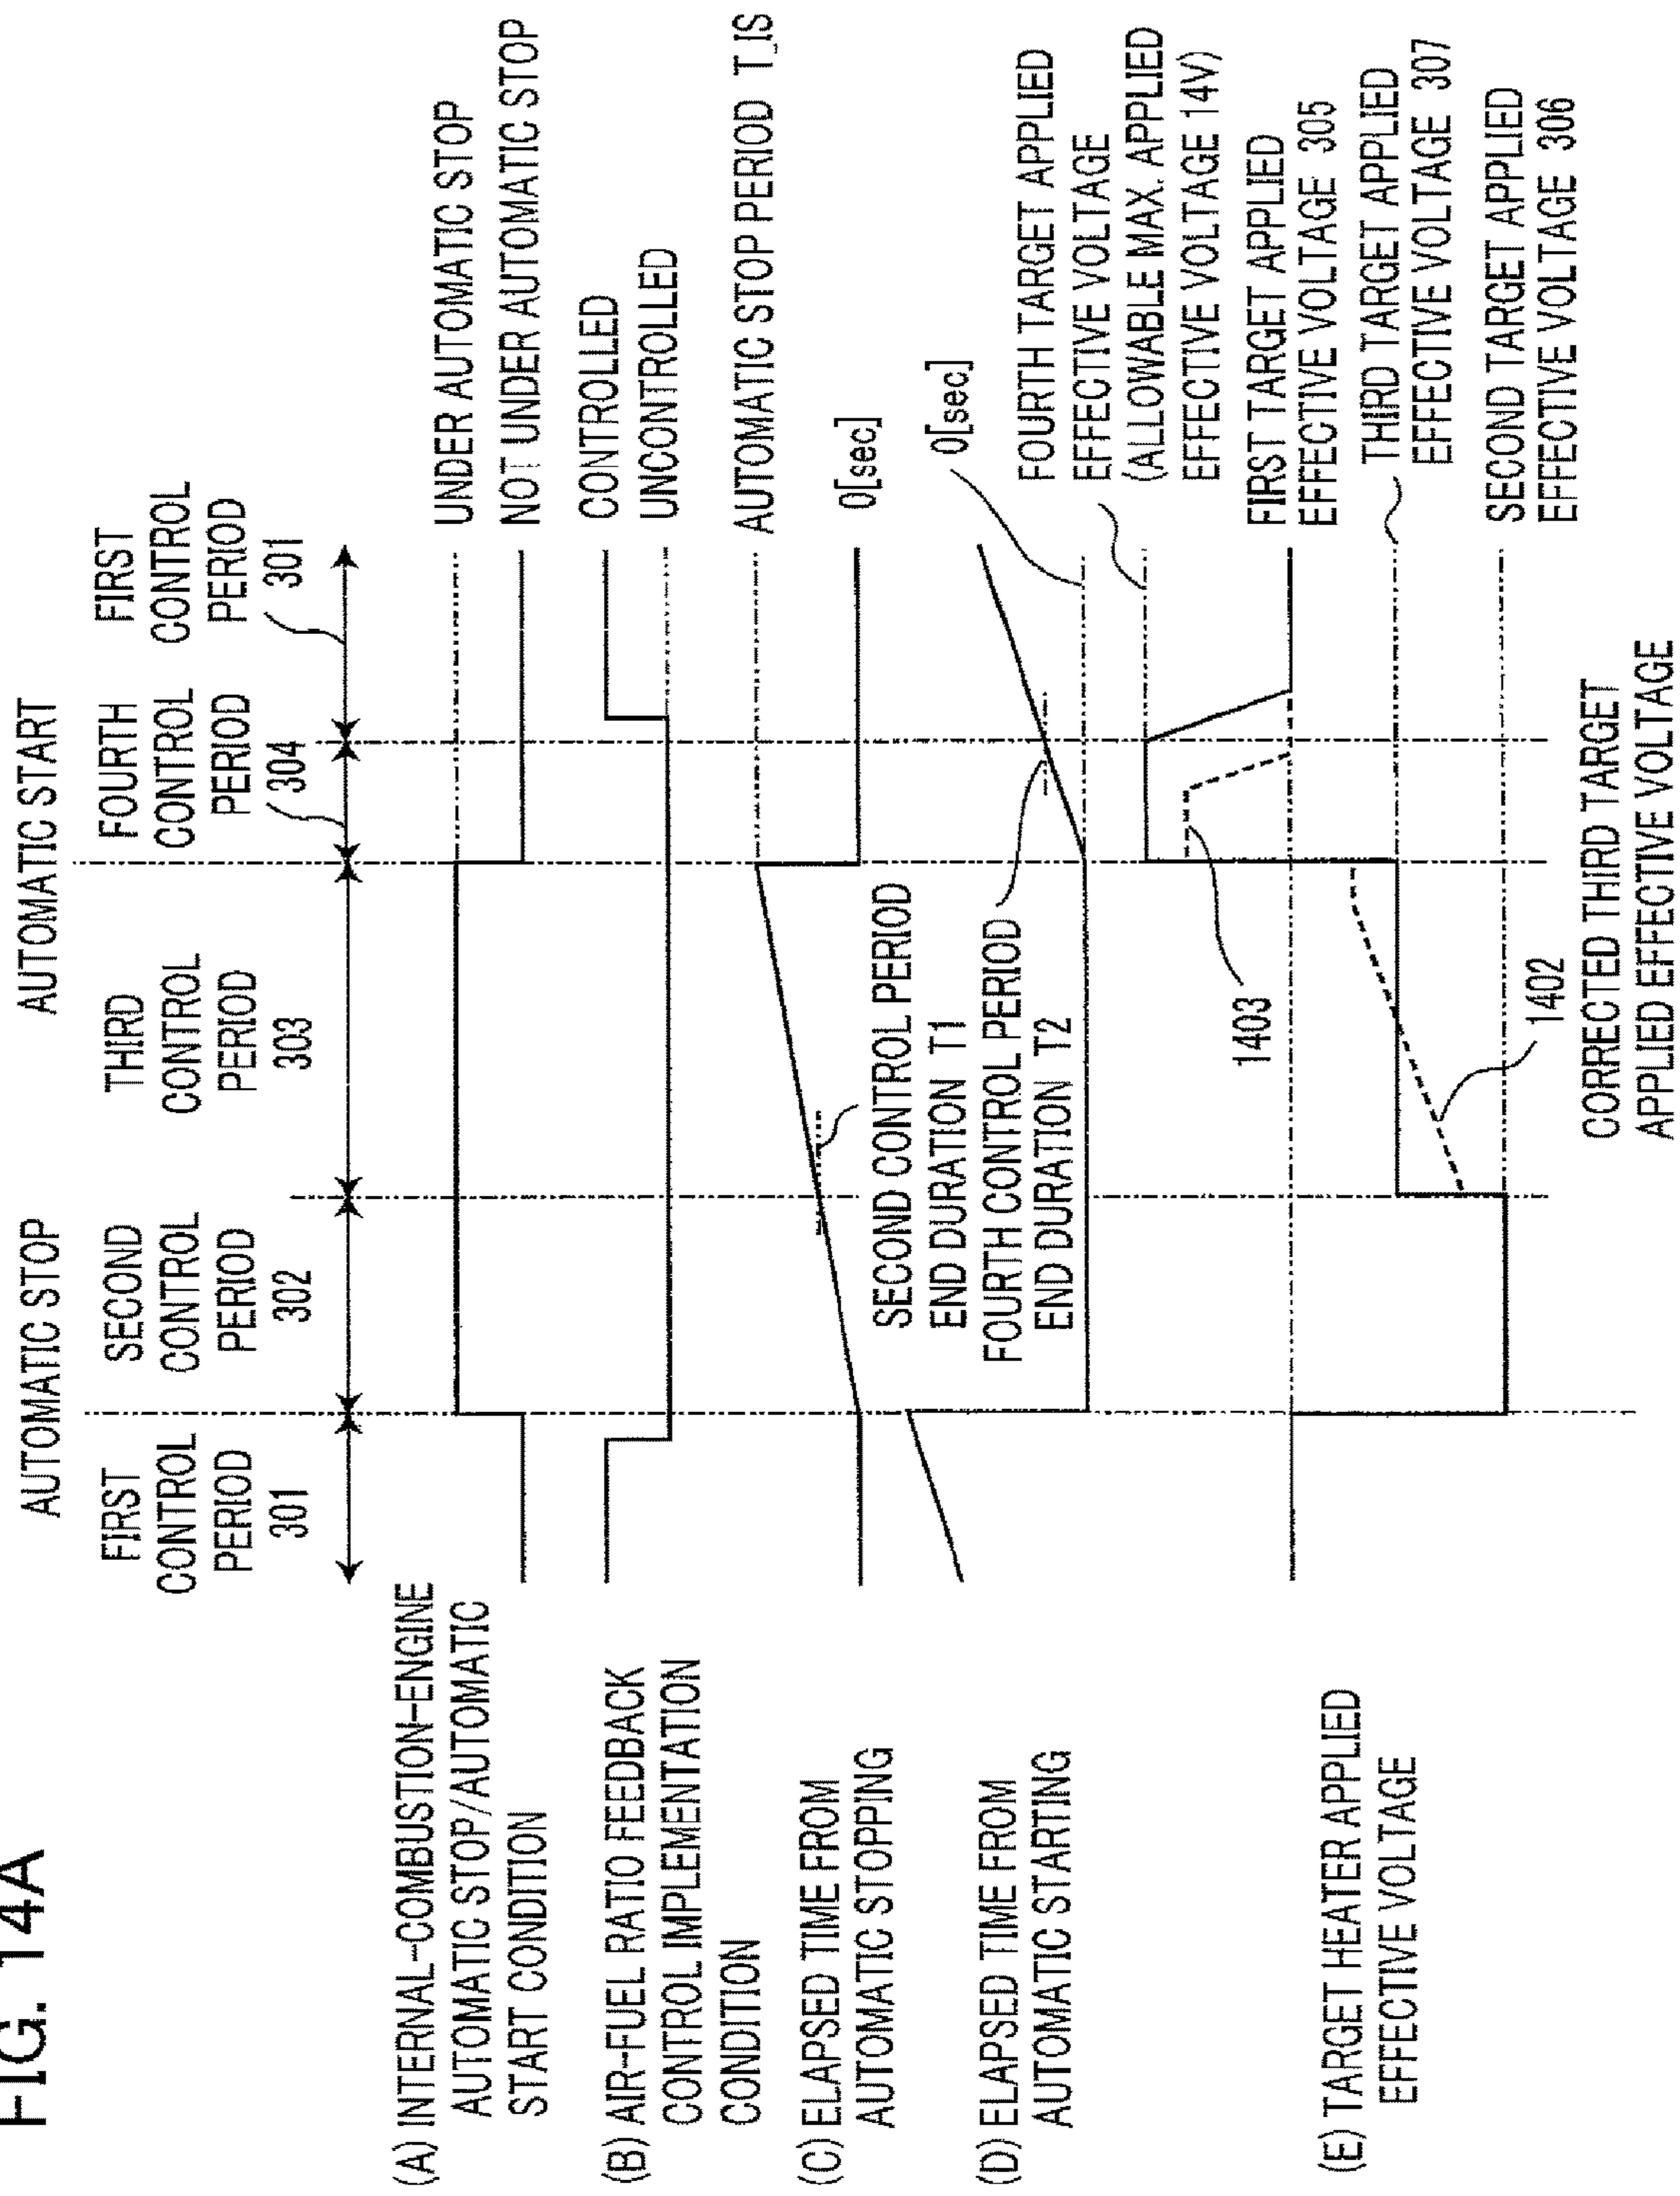 FIG. 14A
AUTOMATIC STOP
AUTOMATIC START
FIRST
CONTROL
PERIOD
301
SECOND
CONTROL
PERIOD
302
THIRD
CONTROL
PERIOD
303
FOURTH
CONTROL
PERIOD
304
FIRST
CONTROL
PERIOD
301
(A) INTERNAL-COMBUSTION-ENGINE
AUTOMATIC STOP/AUTOMATIC
START CONDITION
UNDER AUTOMATIC STOP
NOT UNDER AUTOMATIC STOP
(B) AIR-FUEL RATIO FEEDBACK
CONTROL IMPLEMENTATION
CONDITION
CONTROLLED
UNCONTROLLED
(C) ELAPSED TIME FROM
AUTOMATIC STOPPING
AUTOMATIC STOP PERIOD T_IS
0[sec]
SECOND CONTROL PERIOD
END DURATION T1
(D) ELAPSED TIME FROM
AUTOMATIC STARTING
FOURTH CONTROL PERIOD
END DURATION T2
0[sec]
(E) TARGET HEATER APPLIED
EFFECTIVE VOLTAGE
FOURTH TARGET APPLIED
EFFECTIVE VOLTAGE
(ALLOWABLE MAX. APPLIED
EFFECTIVE VOLTAGE 14V)
FIRST TARGET APPLIED
EFFECTIVE VOLTAGE 305
THIRD TARGET APPLIED
EFFECTIVE VOLTAGE 307
SECOND TARGET APPLIED
EFFECTIVE VOLTAGE 306
1403
1402
CORRECTED THIRD TARGET
APPLIED EFFECTIVE VOLTAGE